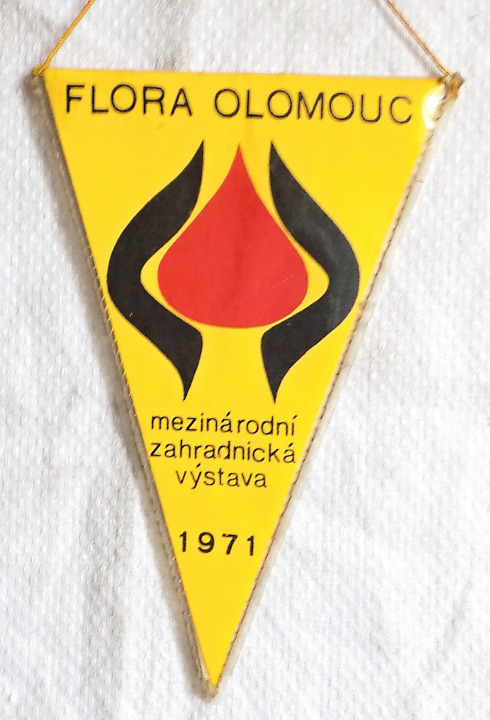 FLORA OLOMOUC
mezinárodní
zahradnická
výstava
1971